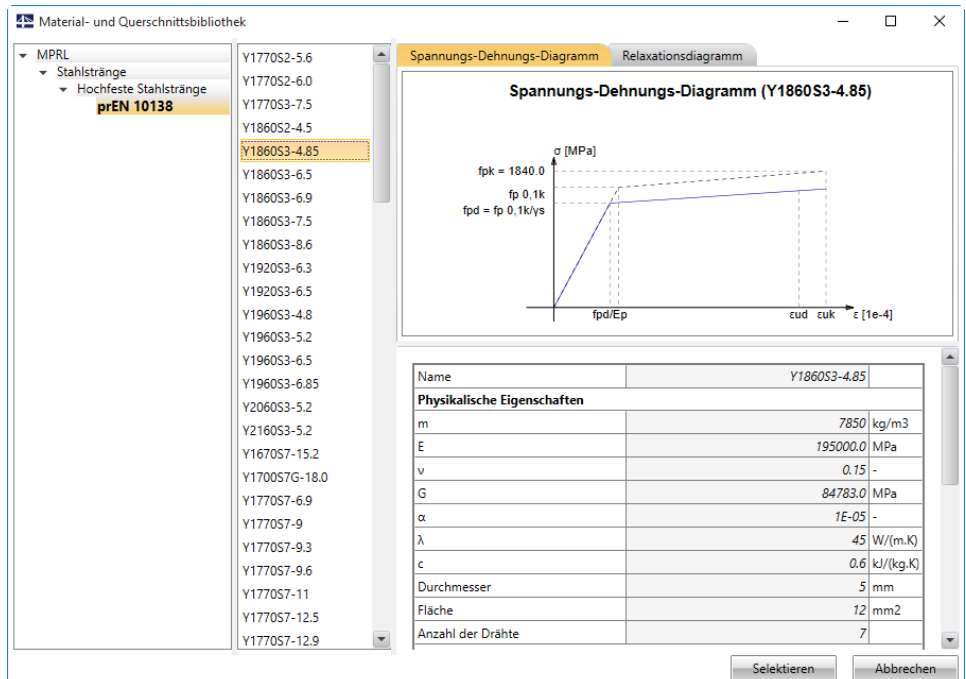 Material- und Querschnittsbibliothek
MPRL
Stahlstränge
Hochfeste Stahlstränge
prEN 10138
Y1770S2-5.6
Y1770S2-6.0
Y1770S3-7.5
Y1860S2-4.5
Y1860S3-4.85
Y1860S3-6.5
Y1860S3-6.9
Y1860S3-7.5
Y1860S3-8.6
Y1920S3-6.3
Y1920S3-6.5
Y1960S3-4.8
Y1960S3-5.2
Y1960S3-6.5
Y1960S3-6.85
Y2060S3-5.2
Y2160S3-5.2
Y1670S7-15.2
Y1700S7G-18.0
Y1770S7-6.9
Y1770S7-9
Y1770S7-9.3
Y1770S7-9.6
Y1770S7-11
Y1770S7-12.5
Y1770S7-12.9
Spannungs-Dehnungs-Diagramm Relaxationsdiagramm
Spannungs-Dehnungs-Diagramm (Y1860S3-4.85)
σ [MPa]
fpk = 1840.0
fp 0,1k
fpd = fp 0,1k/γs
fpd/Ep εud εuk ε [1e-4]
Name Y1860S3-4.85
Physikalische Eigenschaften
m 7850 kg/m3
E 195000.0 MPa
ν 0.15 -
G 84783.0 MPa
α 1E-05 -
λ 45 W/(m.K)
c 0.6 kJ/(kg.K)
Durchmesser 5 mm
Fläche 12 mm2
Anzahl der Drähte 7
Selektieren Abbrechen